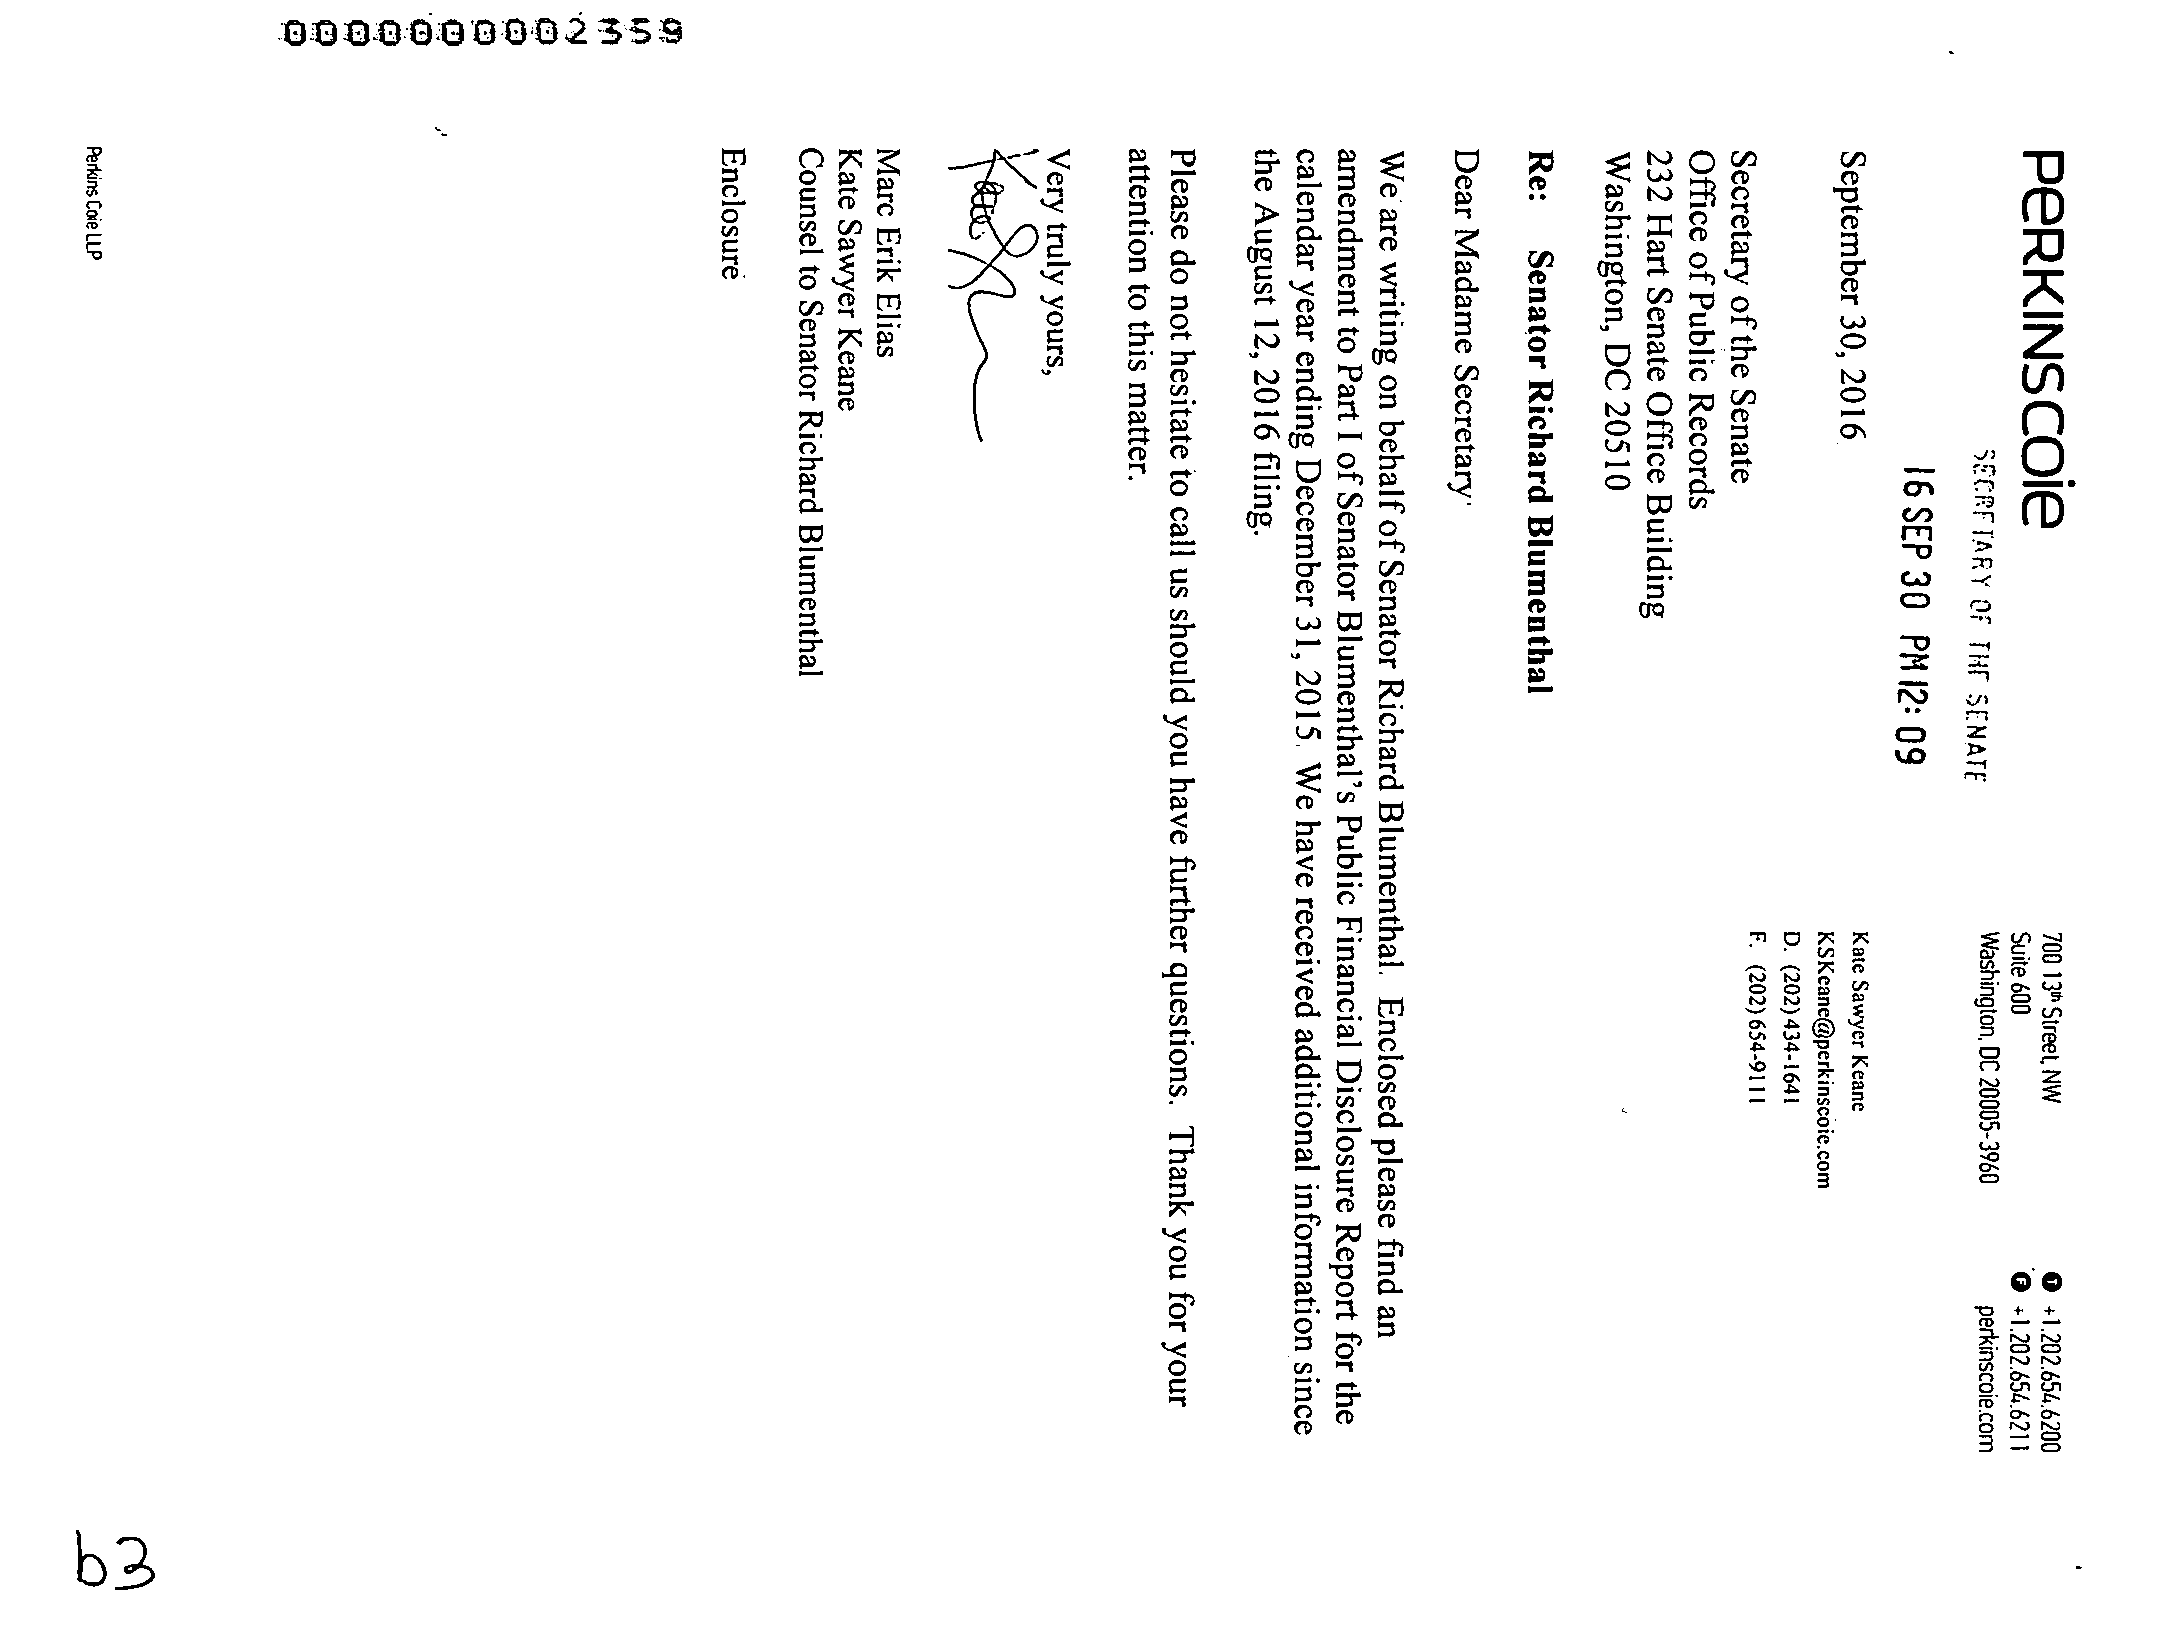 PERKINSCOIE
700 13th Street, NW
Suite 600
Washington, DC 20005-3960
T +1.202.654.6200
F +1.202.654.6211
perkinscoie.com
SECRETARY OF THE SENATE
16 SEP 30 PM 12:09
September 30, 2016
Kate Sawyer Keane
KSKeane@perkinscoie.com
D. (202) 434-1641
F. (202) 654-9111
Secretary of the Senate
Office of Public Records
232 Hart Senate Office Building
Washington, DC 20510
Re: Senator Richard Blumenthal
Dear Madame Secretary
We are writing on behalf of Senator Richard Blumenthal. Enclosed please find an
amendment to Part I of Senator Blumenthal's Public Financial Disclosure Report for the
calendar year ending December 31, 2015. We have received additional information since
the August 12, 2016 filing.
Please do not hesitate to call us should you have further questions. Thank you for your
attention to this matter.
Very truly yours,
Marc Erik Elias
Kate Sawyer Keane
Counsel to Senator Richard Blumenthal
Enclosure
Perkins Coie LLP
000000002359
b3